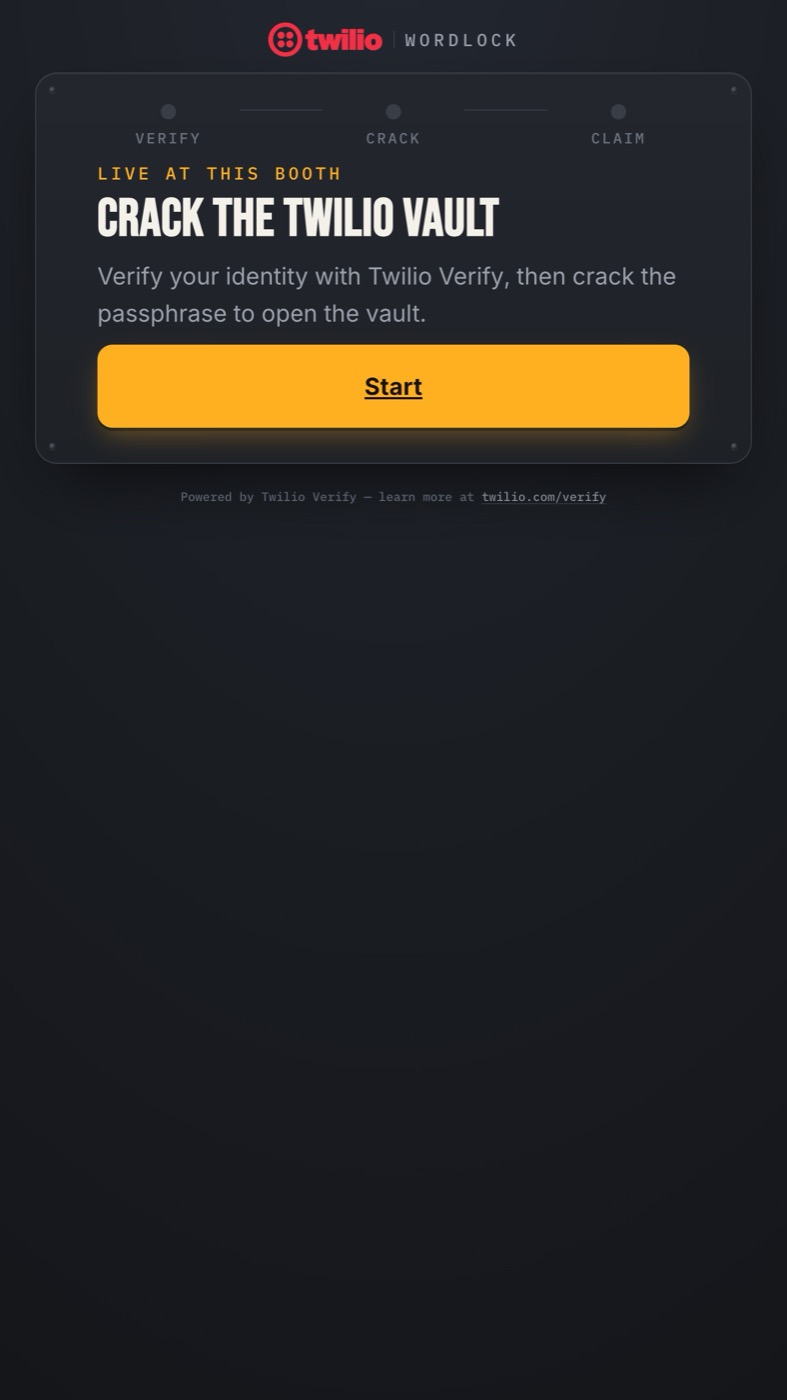 twilio | WORDLOCK
VERIFY CRACK CLAIM
LIVE AT THIS BOOTH
CRACK THE TWILIO VAULT
Verify your identity with Twilio Verify, then crack the
passphrase to open the vault.
Start
Powered by Twilio Verify — learn more at twilio.com/verify